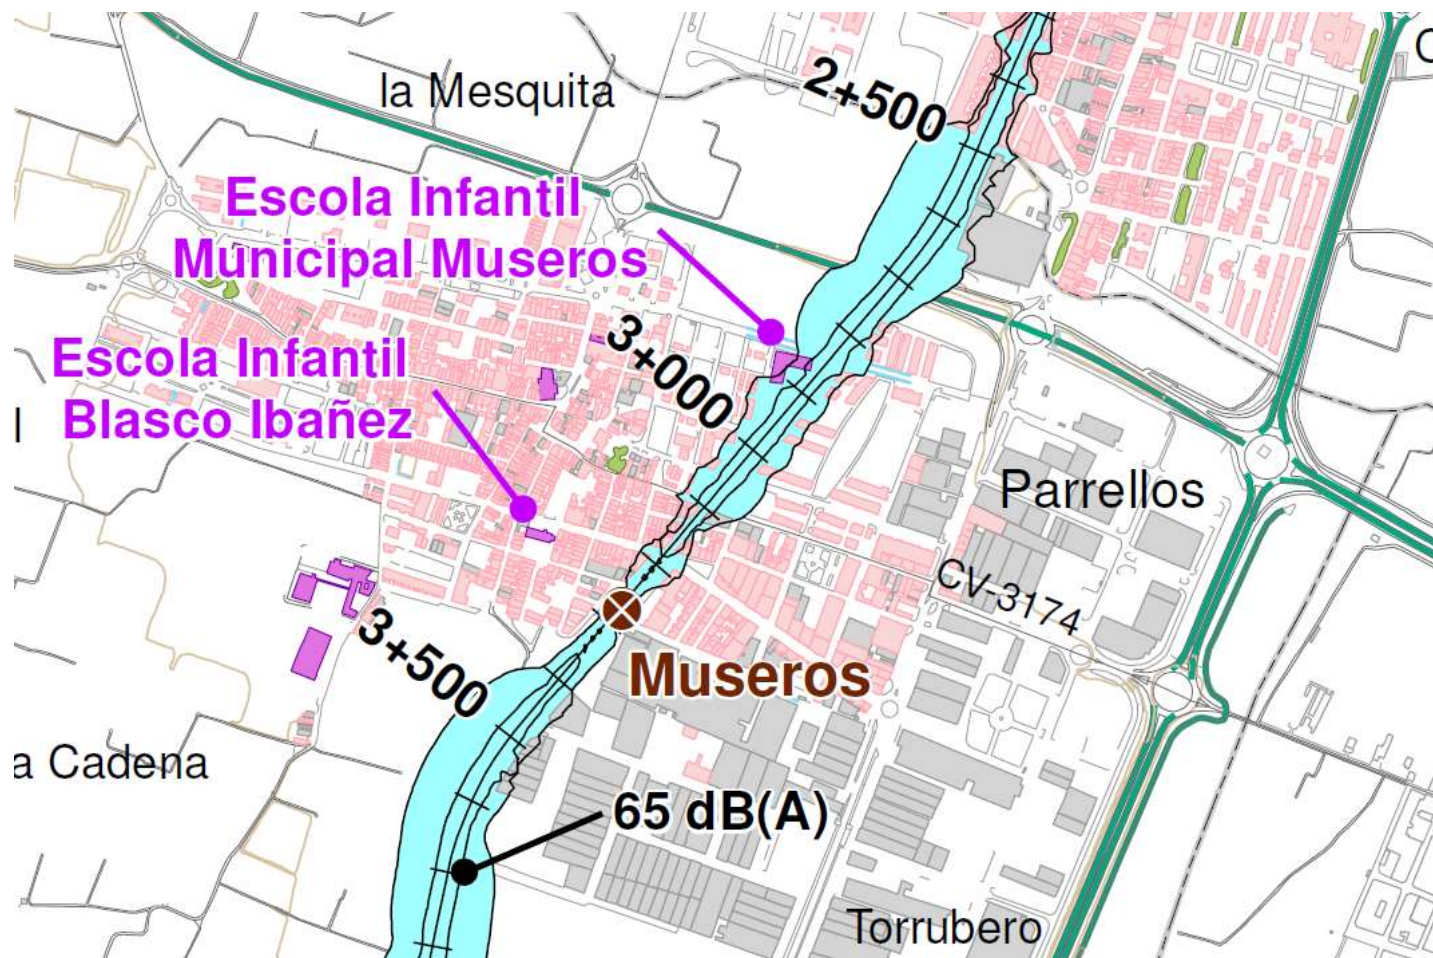 la Mesquita
2+500
Escola Infantil
Municipal Museros
3+000
Escola Infantil
Blasco Ibañez
Parrellos
CV-3174
3+500
Museros
a Cadena
65 dB(A)
Torrubero